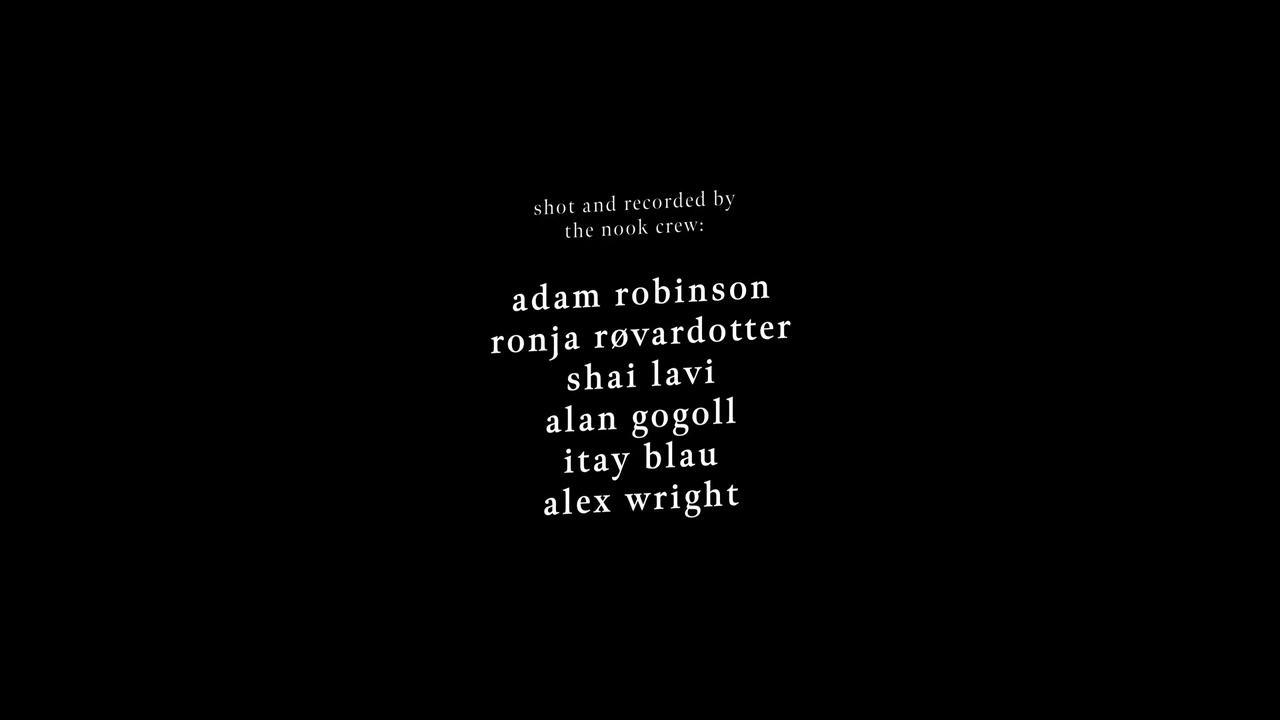 shot and recorded by
the nook crew:
adam robinson
ronja røvardotter
shai lavi
alan gogoll
itay blau
alex wright